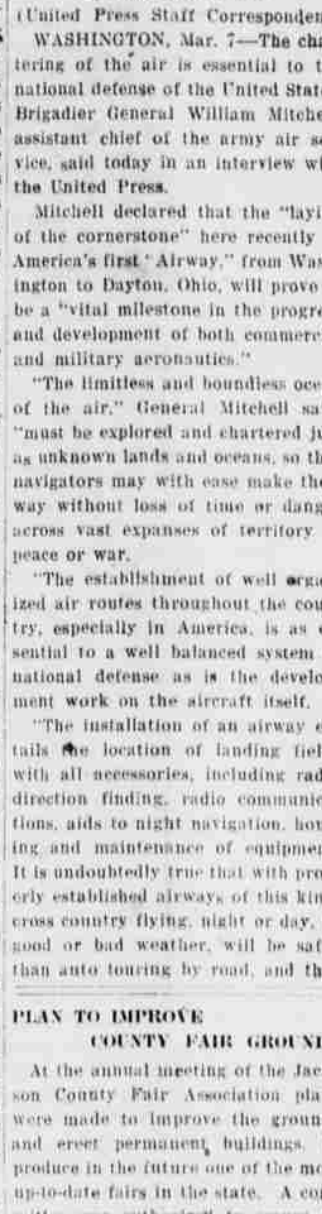 (United Press Staff Corresponden
WASHINGTON, Mar. 7—The cha
tering of the air is essential to t
national defense of the United Stat
Brigadier General William Mitche
assistant chief of the army air se
vice, said today in an interview wi
the United Press.
Mitchell declared that the "layi
of the cornerstone" here recently
America's first "Airway," from Was
ington to Dayton, Ohio, will prove
be a "vital milestone in the progre
and development of both commerc
and military aeronautics."
"The limitless and boundless oce
of the air," General Mitchell sa
"must be explored and chartered ju
as unknown lands and oceans, so th
navigators may with ease make the
way without loss of time or dang
across vast expanses of territory
peace or war.
"The establishment of well orga
ized air routes throughout the cou
try, especially in America, is as e
sential to a well balanced system
national defense as is the develo
ment work on the aircraft itself.
"The installation of an airway e
tails the location of landing fiel
with all accessories, including rad
direction finding, radio communic
tions, aids to night navigation, hou
ing and maintenance of equipmen
It is undoubtedly true that with pro
erly established airways of this kin
cross country flying, night or day,
good or bad weather, will be saf
than auto touring by road, and th
PLAN TO IMPROVE
COUNTY FAIR GROUN
At the annual meeting of the Jac
son County Fair Association pla
were made to improve the groun
and erect permanent buildings.
produce in the future one of the mo
up-to-date fairs in the state. A co